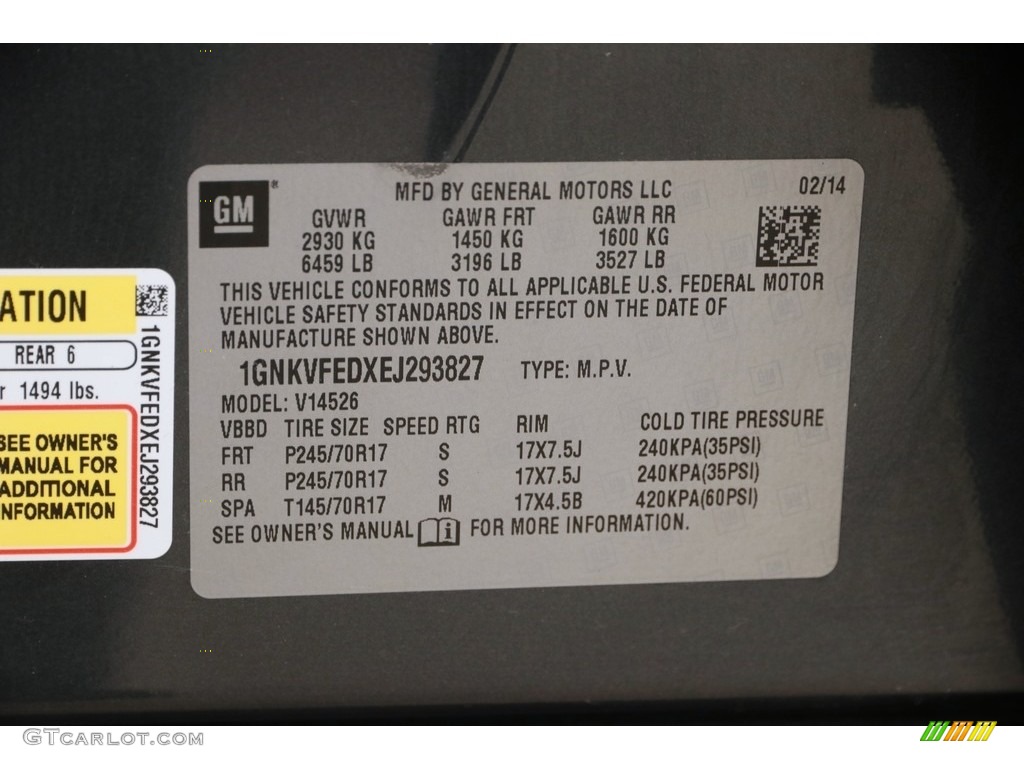 GM
MFD BY GENERAL MOTORS LLC 02/14
GVWR GAWR FRT GAWR RR
2930 KG 1450 KG 1600 KG
6459 LB 3196 LB 3527 LB
THIS VEHICLE CONFORMS TO ALL APPLICABLE U.S. FEDERAL MOTOR
VEHICLE SAFETY STANDARDS IN EFFECT ON THE DATE OF
MANUFACTURE SHOWN ABOVE.
1GNKVFEDXEJ293827 TYPE: M.P.V.
MODEL: V14526
VBBD TIRE SIZE SPEED RTG RIM COLD TIRE PRESSURE
FRT P245/70R17 S 17X7.5J 240KPA(35PSI)
RR P245/70R17 S 17X7.5J 240KPA(35PSI)
SPA T145/70R17 M 17X4.5B 420KPA(60PSI)
SEE OWNER'S MANUAL i FOR MORE INFORMATION.
ATION
REAR 6
r 1494 lbs.
SEE OWNER'S
MANUAL FOR
ADDITIONAL
NFORMATION
1GNKVFEDXEJ293827
GTcarlot.com